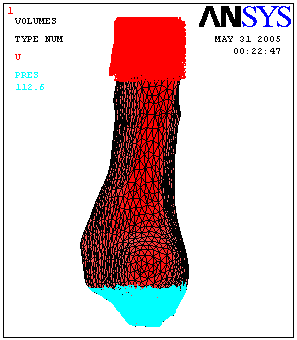 1
VOLUMES
TYPE NUM
U
PRES
112.6
ANSYS
MAY 31 2005
00:22:47